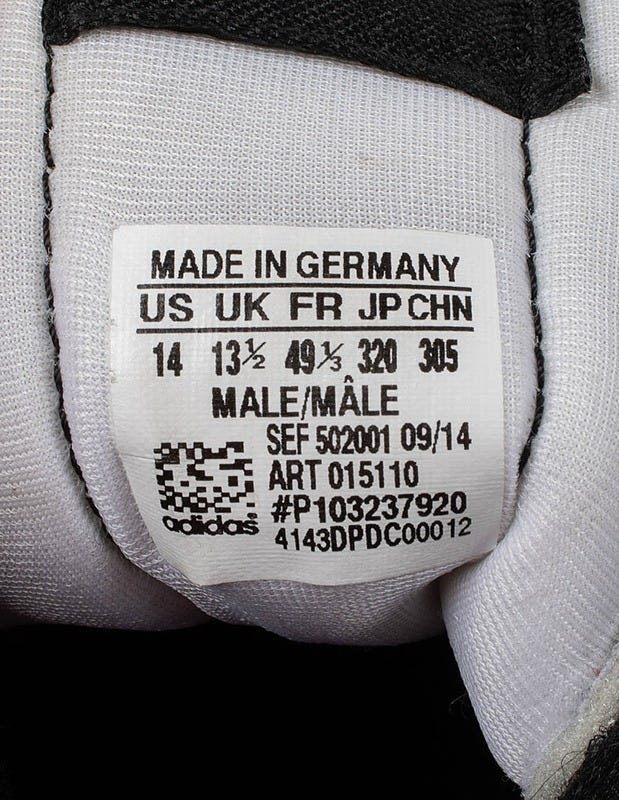 MADE IN GERMANY
US UK FR JP CHN
14 13½ 49⅓ 320 305
MALE/MÂLE
SEF 502001 09/14
ART 015110
#P103237920
adidas
4143DPDC00012